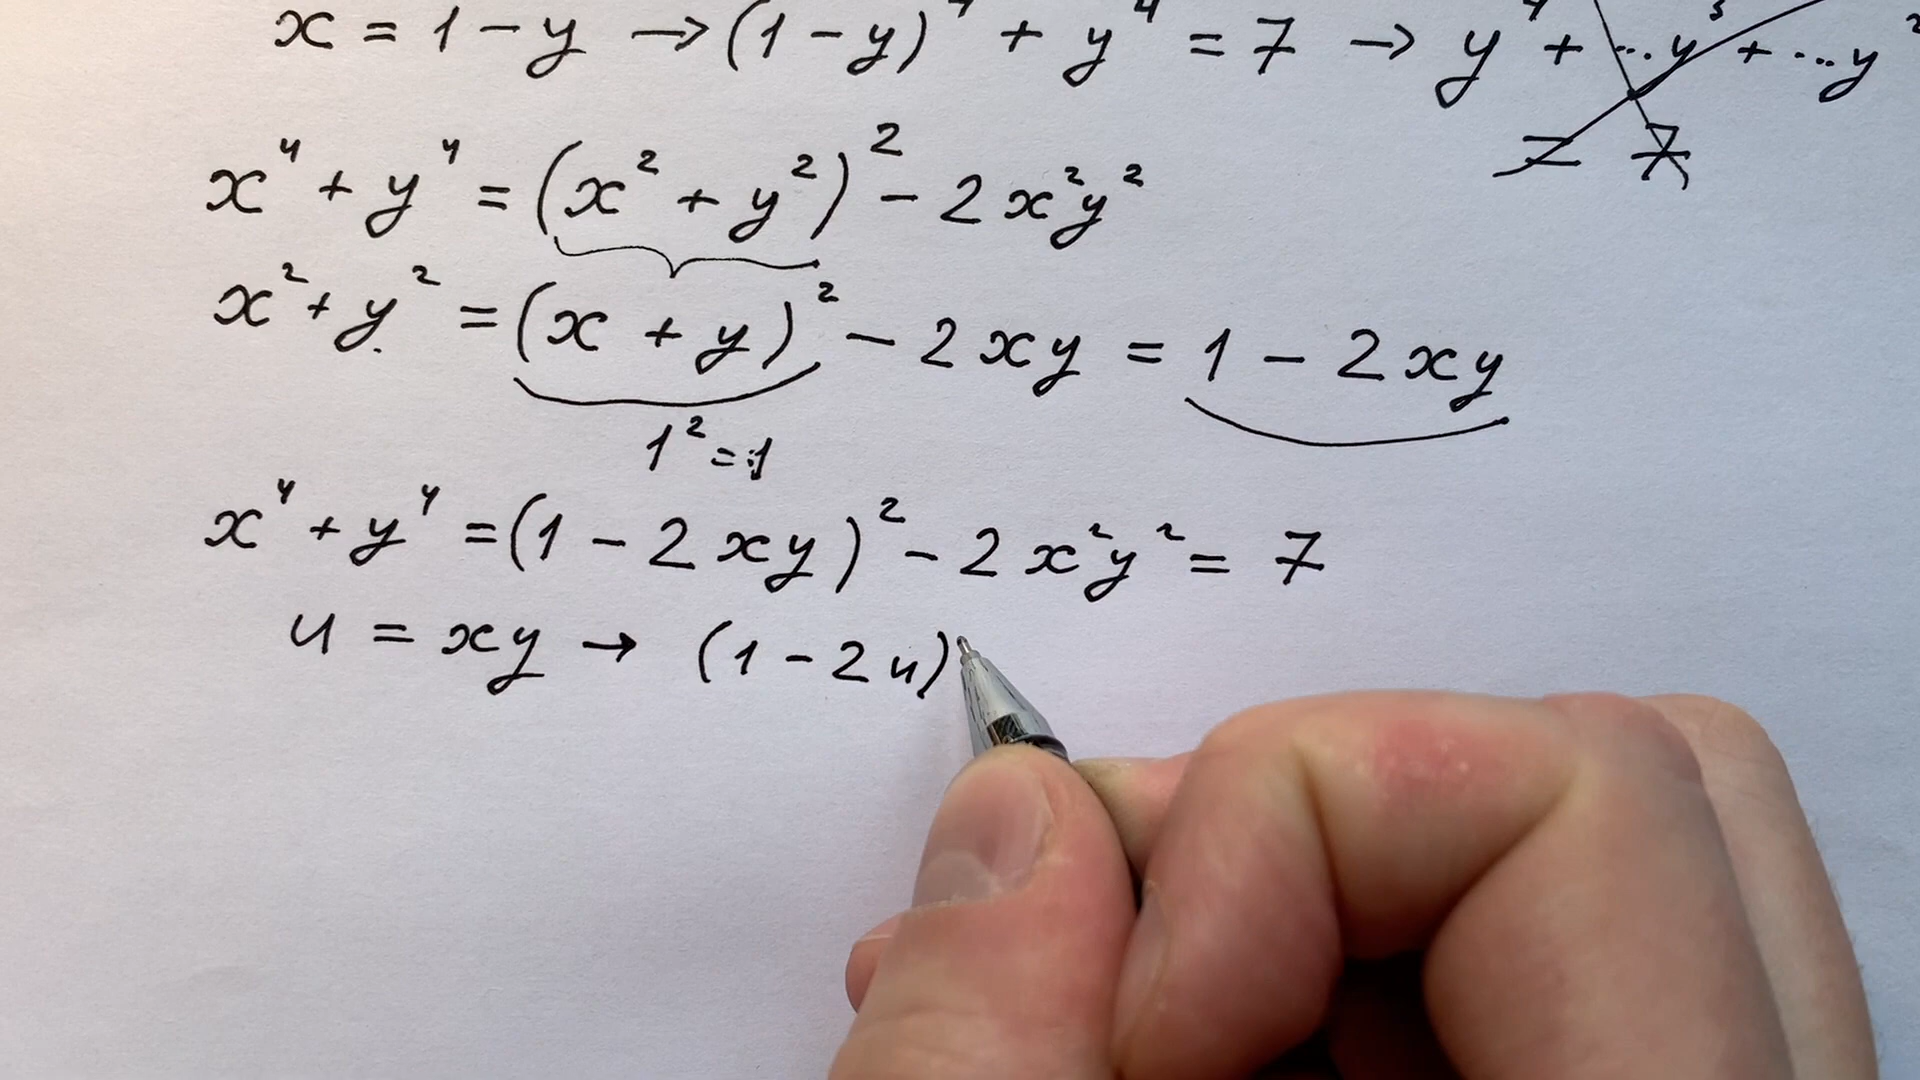 x = 1 - y → (1 - y)⁴ + y⁴ = 7 → y⁴ + ...y³ + ...y²
x⁴ + y⁴ = (x² + y²)² - 2x²y²
x² + y² = (x + y)² - 2xy = 1 - 2xy
1² = 1
x⁴ + y⁴ = (1 - 2xy)² - 2x²y² = 7
u = xy → (1 - 2u)